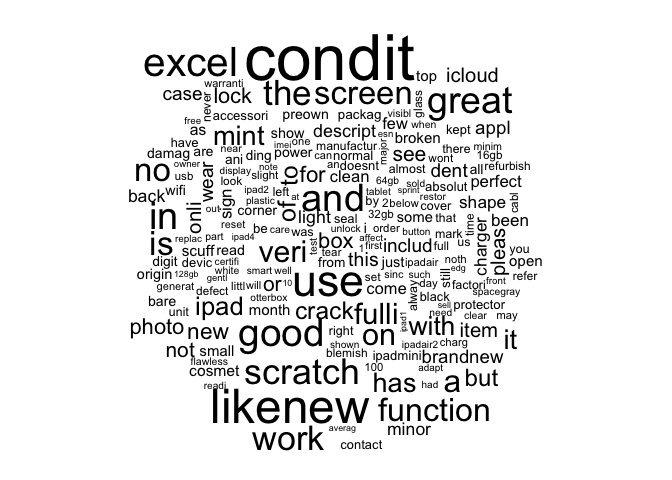 condit
excel
top icloud
warranti
case never lock the screen glass great
free accessori preown packag visibl
as mint show descript few when kept appl
have near imei one manufactur major esn broken
damag are ani ding power can normal see wont there minim
no owner wear display note to for andoesnt almost dent all 16gb refurbish
usb look slight clean 64gb sold absolut perfect
back wifi sign ipad2 left at and tablet sprint restor
onli plastic of by 2 below cover shape cabl
in out corner light seal 32gb some that time been
reset be care was unlock i order button mark charger pleas
is replac part ipad4 veri test box affect 1 includ full us you
scuff read tear first still noth open
digit devic certifi from this just ipadair edg
origin 128gb white smart well use set sinc such day factori front refer
generat gentl littl will or 10 come alway black spacegray
bare defect otterbox sell protector
unit ipad month crack fulli need clear may
photo new good right on ipad1 with item it
shown ipadair2 charg
not small blemish ipadmini brandnew
flawless
cosmet scratch 100 adapt
readi has had a but
likenew function
work averag minor
contact